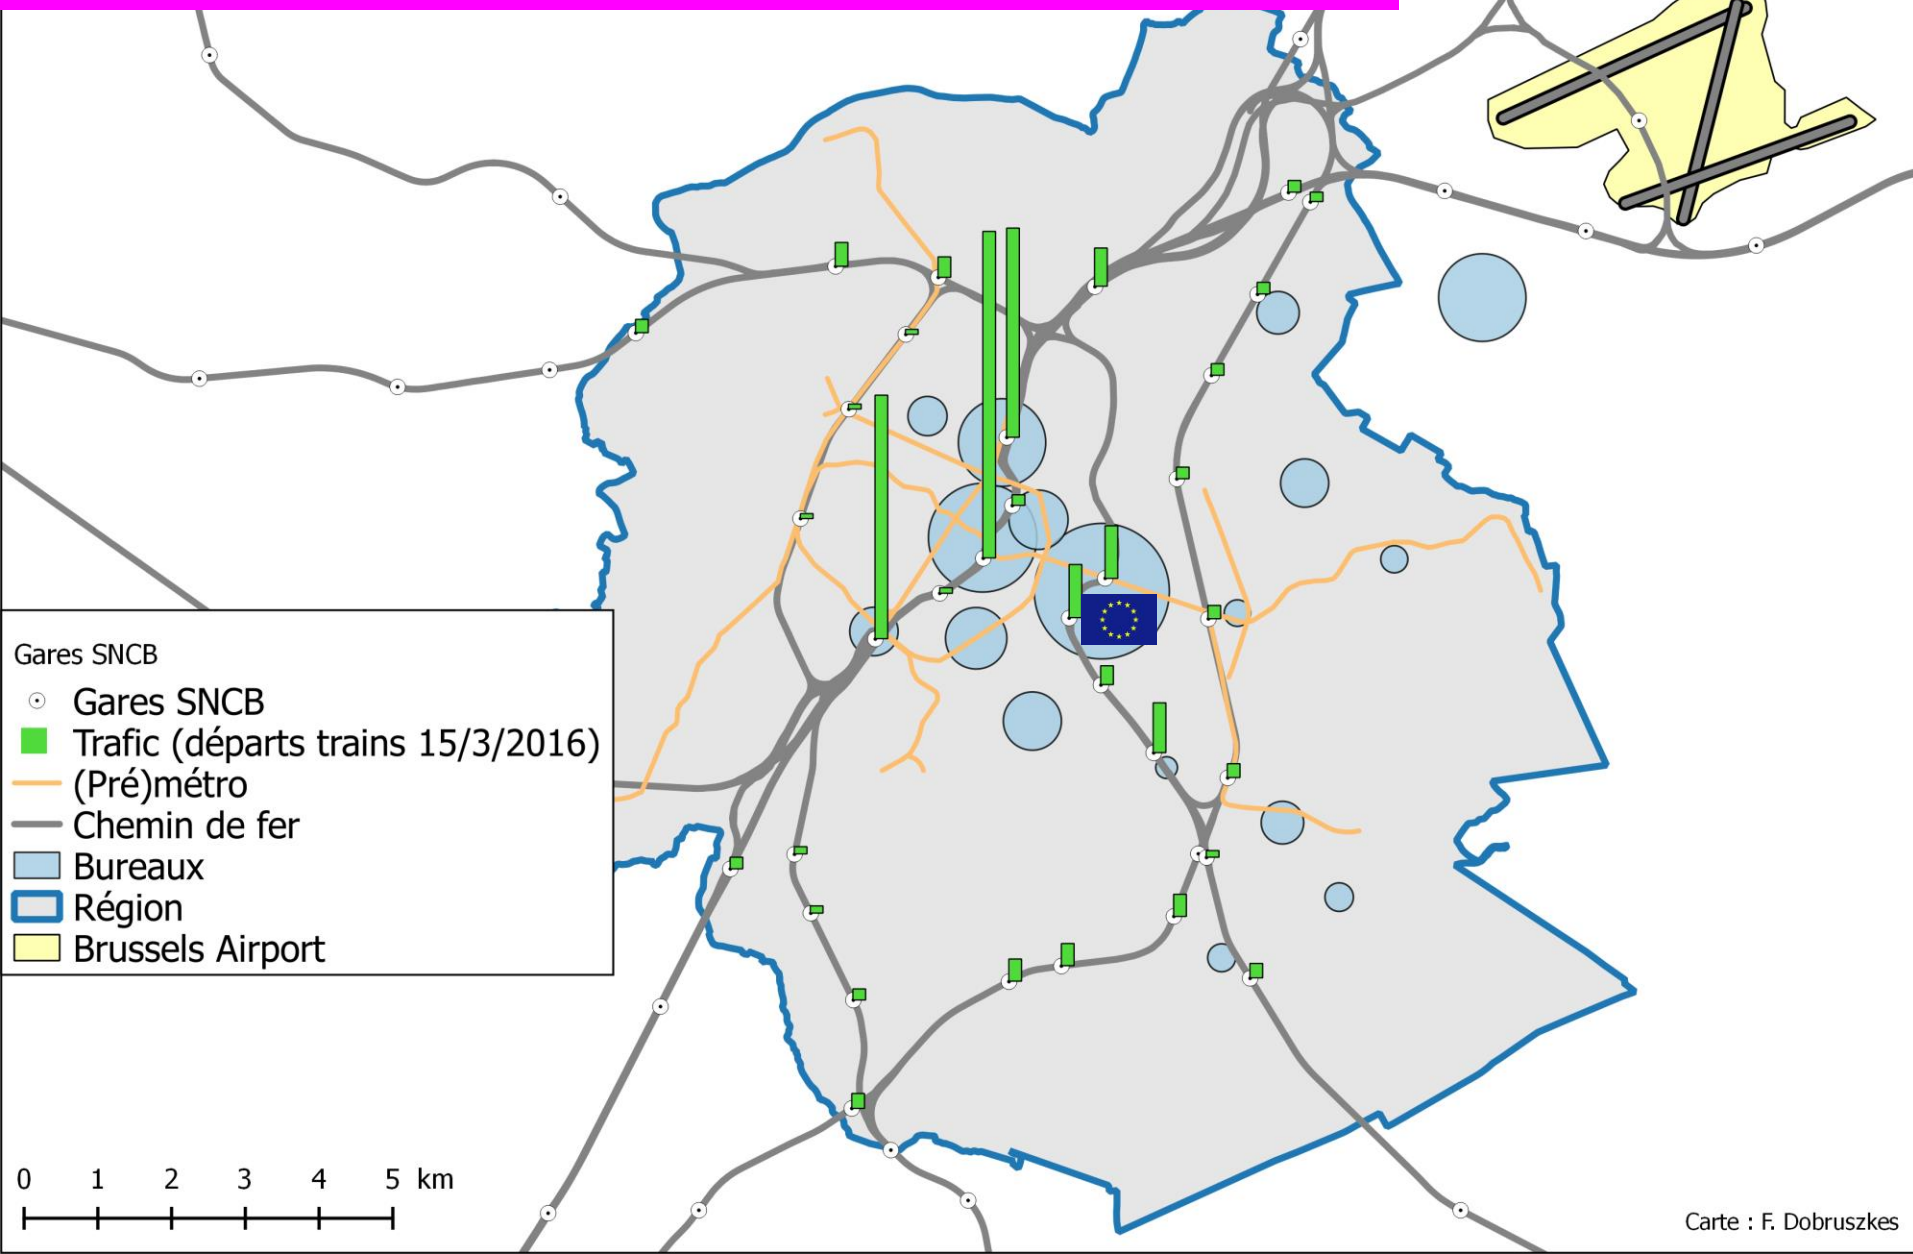 Gares SNCB
Gares SNCB
Trafic (départs trains 15/3/2016)
(Pré)métro
Chemin de fer
Bureaux
Région
Brussels Airport
0 1 2 3 4 5 km
Carte : F. Dobruszkes